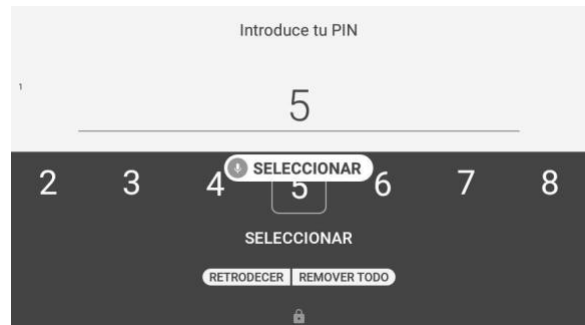 Introduce tu PIN
1
5
SELECCIONAR
2 3 4 5 6 7 8
SELECCIONAR
RETRODECER REMOVER TODO